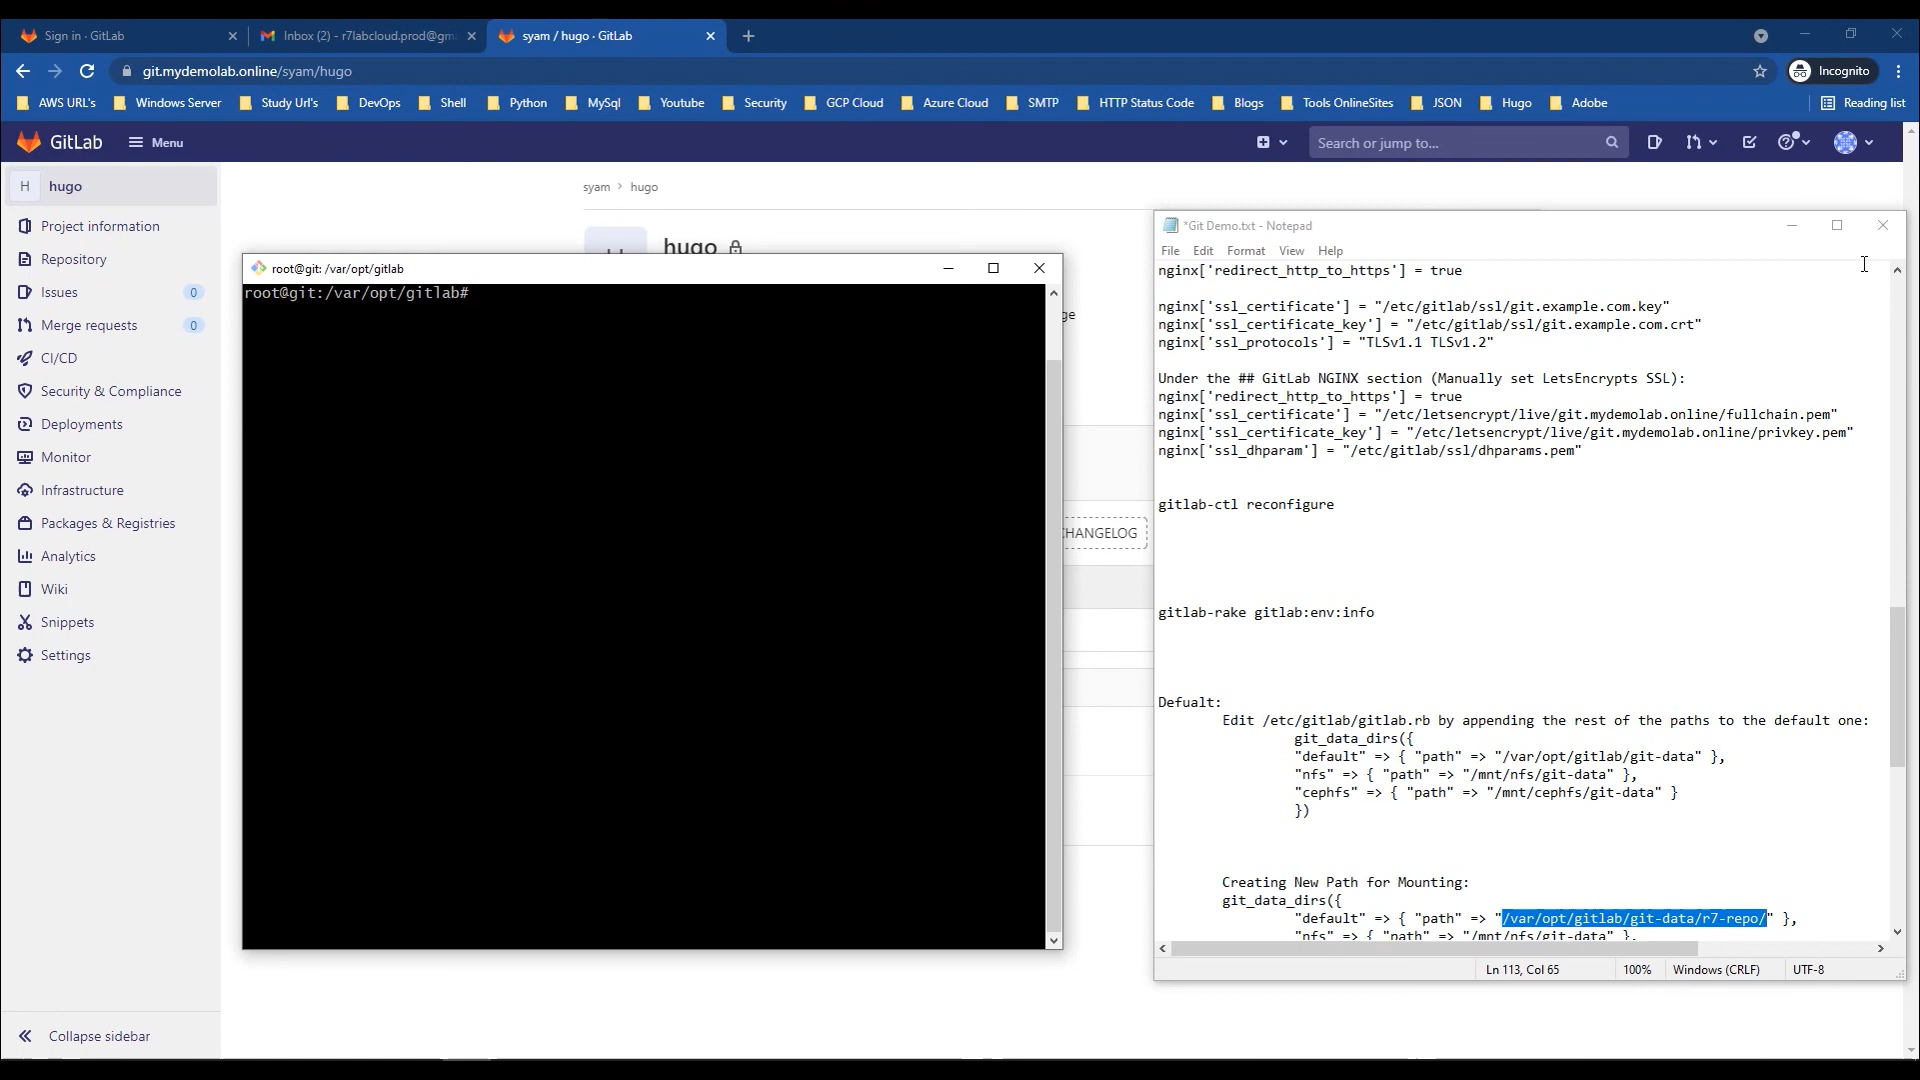 Sign in · GitLab
Inbox (2) - r7labcloud.prod@gm
syam / hugo · GitLab
git.mydemolab.online/syam/hugo
Incognito
AWS URL's
Windows Server
Study Url's
DevOps
Shell
Python
MySql
Youtube
Security
GCP Cloud
Azure Cloud
SMTP
HTTP Status Code
Blogs
Tools OnlineSites
JSON
Hugo
Adobe
Reading list
GitLab
Menu
Search or jump to...
H hugo
Project information
Repository
Issues 0
Merge requests 0
CI/CD
Security & Compliance
Deployments
Monitor
Infrastructure
Packages & Registries
Analytics
Wiki
Snippets
Settings
Collapse sidebar
syam > hugo
hugo
ge
CHANGELOG
root@git: /var/opt/gitlab
root@git:/var/opt/gitlab#
*Git Demo.txt - Notepad
File Edit Format View Help
nginx['redirect_http_to_https'] = true
nginx['ssl_certificate'] = "/etc/gitlab/ssl/git.example.com.key"
nginx['ssl_certificate_key'] = "/etc/gitlab/ssl/git.example.com.crt"
nginx['ssl_protocols'] = "TLSv1.1 TLSv1.2"
Under the ## GitLab NGINX section (Manually set LetsEncrypts SSL):
nginx['redirect_http_to_https'] = true
nginx['ssl_certificate'] = "/etc/letsencrypt/live/git.mydemolab.online/fullchain.pem"
nginx['ssl_certificate_key'] = "/etc/letsencrypt/live/git.mydemolab.online/privkey.pem"
nginx['ssl_dhparam'] = "/etc/gitlab/ssl/dhparams.pem"
gitlab-ctl reconfigure
gitlab-rake gitlab:env:info
Defualt:
Edit /etc/gitlab/gitlab.rb by appending the rest of the paths to the default one:
git_data_dirs({
"default" => { "path" => "/var/opt/gitlab/git-data" },
"nfs" => { "path" => "/mnt/nfs/git-data" },
"cephfs" => { "path" => "/mnt/cephfs/git-data" }
})
Creating New Path for Mounting:
git_data_dirs({
"default" => { "path" => "/var/opt/gitlab/git-data/r7-repo/" },
"nfs" => { "path" => "/mnt/nfs/git-data" },
Ln 113, Col 65
100%
Windows (CRLF)
UTF-8